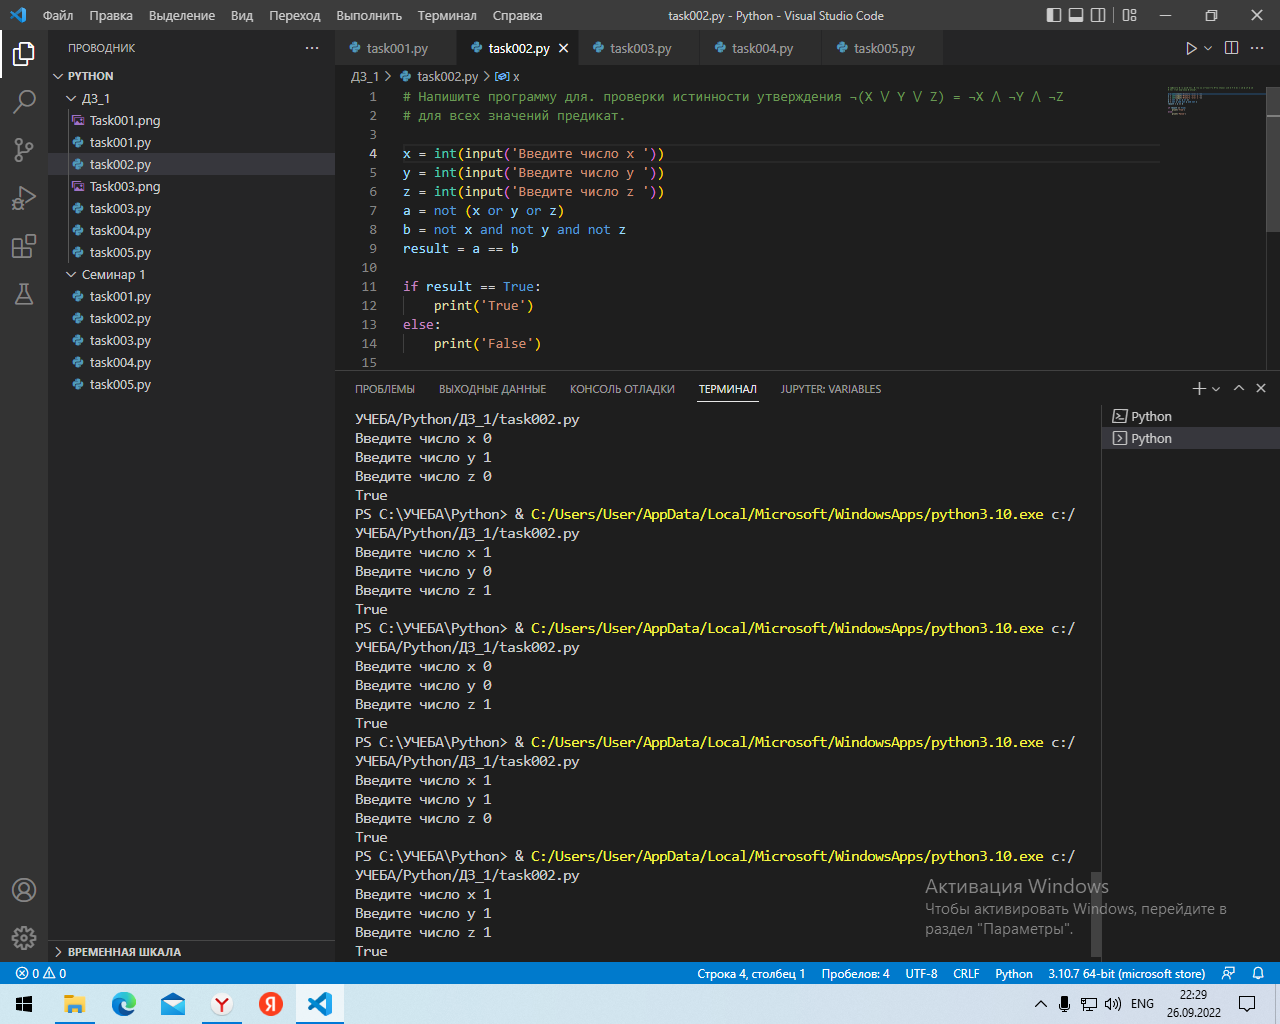 Файл Правка Выделение Вид Переход Выполнить Терминал Справка task002.py - Python - Visual Studio Code
ПРОВОДНИК
PYTHON
ДЗ_1
Task001.png
task001.py
task002.py
Task003.png
task003.py
task004.py
task005.py
Семинар 1
task001.py
task002.py
task003.py
task004.py
task005.py
ВРЕМЕННАЯ ШКАЛА
task001.py task002.py task003.py task004.py task005.py
ДЗ_1 > task002.py > x
1 # Напишите программу для. проверки истинности утверждения ¬(X ⋁ Y ⋁ Z) = ¬X ⋀ ¬Y ⋀ ¬Z
2 # для всех значений предикат.
3
4 x = int(input('Введите число x '))
5 y = int(input('Введите число y '))
6 z = int(input('Введите число z '))
7 a = not (x or y or z)
8 b = not x and not y and not z
9 result = a == b
10
11 if result == True:
12 print('True')
13 else:
14 print('False')
15
ПРОБЛЕМЫ ВЫХОДНЫЕ ДАННЫЕ КОНСОЛЬ ОТЛАДКИ ТЕРМИНАЛ JUPYTER: VARIABLES
УЧЕБА/Python/ДЗ_1/task002.py
Введите число x 0
Введите число y 1
Введите число z 0
True
PS C:\УЧЕБА\Python> & C:/Users/User/AppData/Local/Microsoft/WindowsApps/python3.10.exe c:/
УЧЕБА/Python/ДЗ_1/task002.py
Введите число x 1
Введите число y 0
Введите число z 1
True
PS C:\УЧЕБА\Python> & C:/Users/User/AppData/Local/Microsoft/WindowsApps/python3.10.exe c:/
УЧЕБА/Python/ДЗ_1/task002.py
Введите число x 0
Введите число y 0
Введите число z 1
True
PS C:\УЧЕБА\Python> & C:/Users/User/AppData/Local/Microsoft/WindowsApps/python3.10.exe c:/
УЧЕБА/Python/ДЗ_1/task002.py
Введите число x 1
Введите число y 1
Введите число z 0
True
PS C:\УЧЕБА\Python> & C:/Users/User/AppData/Local/Microsoft/WindowsApps/python3.10.exe c:/
УЧЕБА/Python/ДЗ_1/task002.py
Введите число x 1
Введите число y 1
Введите число z 1
True
Python
Python
Активация Windows
Чтобы активировать Windows, перейдите в
раздел "Параметры".
0 0 Строка 4, столбец 1 Пробелов: 4 UTF-8 CRLF Python 3.10.7 64-bit (microsoft store)
ENG 22:29
26.09.2022